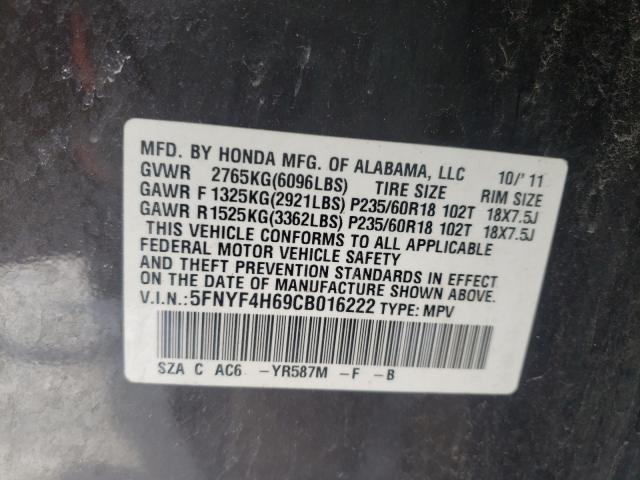 MFD. BY HONDA MFG. OF ALABAMA, LLC 10/'11
GVWR 2765KG(6096LBS) TIRE SIZE RIM SIZE
GAWR F 1325KG(2921LBS) P235/60R18 102T 18X7.5J
GAWR R 1525KG(3362LBS) P235/60R18 102T 18X7.5J
THIS VEHICLE CONFORMS TO ALL APPLICABLE
FEDERAL MOTOR VEHICLE SAFETY
AND THEFT PREVENTION STANDARDS IN EFFECT
ON THE DATE OF MANUFACTURE SHOWN ABOVE.
V.I.N.: 5FNYF4H69CB016222 TYPE: MPV
SZA C AC6 -YR587M -F -B